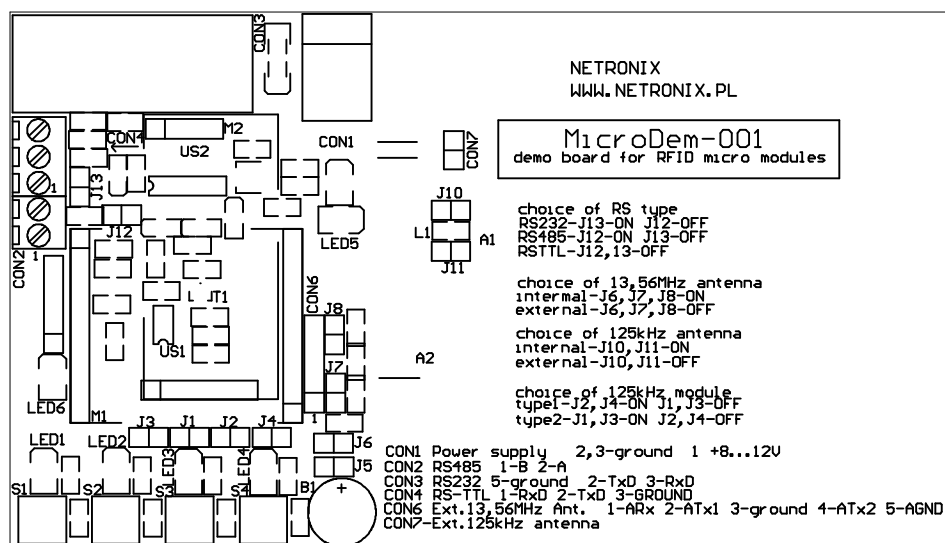 CON3
NETRONIX
WWW.NETRONIX.PL
M2
CON4
US2
CON1
CON7
MicroDem-001
demo board for RFID micro modules
1
J13
J10
choice of RS type
RS232-J13-ON J12-OFF
RS485-J12-ON J13-OFF
RSTTL-J12,13-OFF
J12
LED5
L1
A1
J11
CON2
1
choice of 13,56MHz antenna
internal-J6,J7,J8-ON
external-J6,J7,J8-OFF
CON6
J8
choice of 125kHz antenna
internal-J10,J11-ON
external-J10,J11-OFF
US1
J7
A2
LED6
choice of 125kHz module
type1-J2,J4-ON J1,J3-OFF
type2-J1,J3-ON J2,J4-OFF
M1
1
J3
J1
J2
J4
J6
J5
LED1
LED2
LED3
LED4
S1
S2
S3
S4
B1
+
CON1 Power supply 2,3-ground 1 +8...12V
CON2 RS485 1-B 2-A
CON3 RS232 5-ground 2-TxD 3-RxD
CON4 RS-TTL 1-RxD 2-TxD 3-GROUND
CON6 Ext.13,56MHz Ant. 1-ARx 2-ATx1 3-ground 4-ATx2 5-AGND
CON7-Ext.125kHz antenna